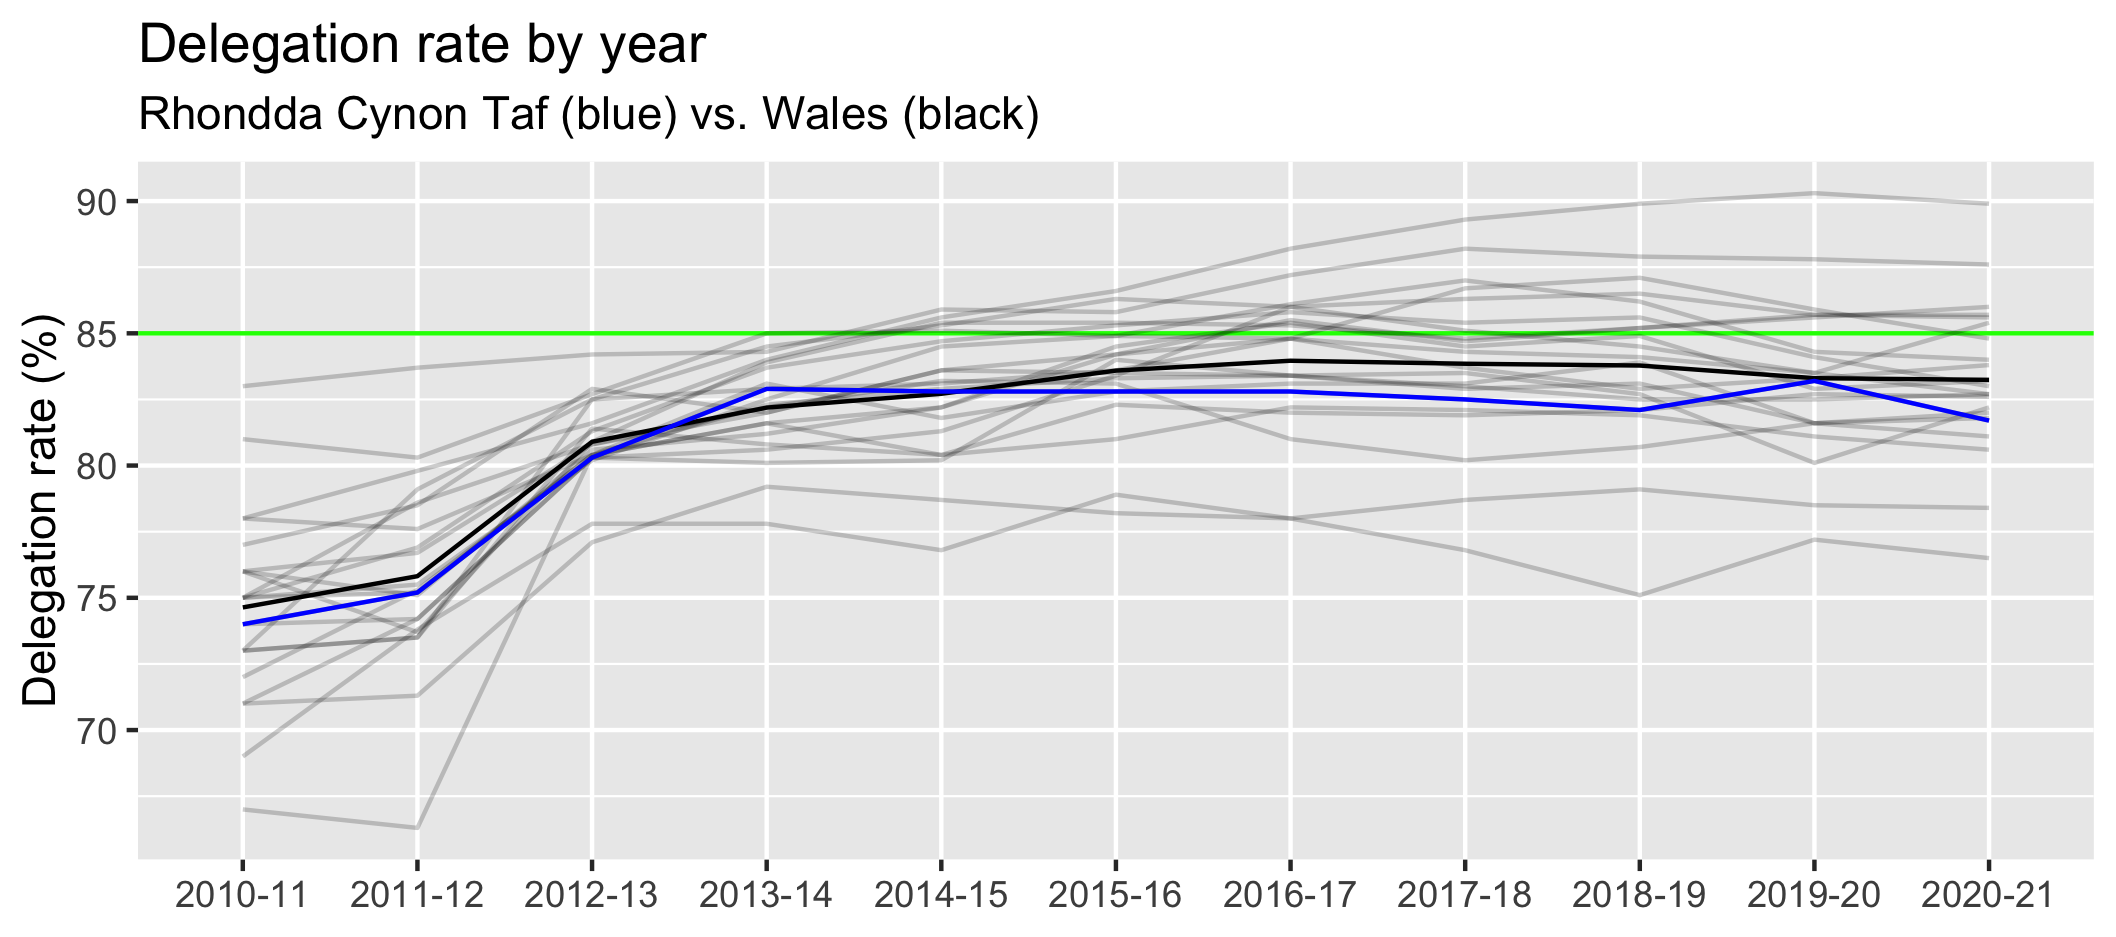 Delegation rate by year
Rhondda Cynon Taf (blue) vs. Wales (black)
Delegation rate (%)
90
85
80
75
70
2010-11 2011-12 2012-13 2013-14 2014-15 2015-16 2016-17 2017-18 2018-19 2019-20 2020-21